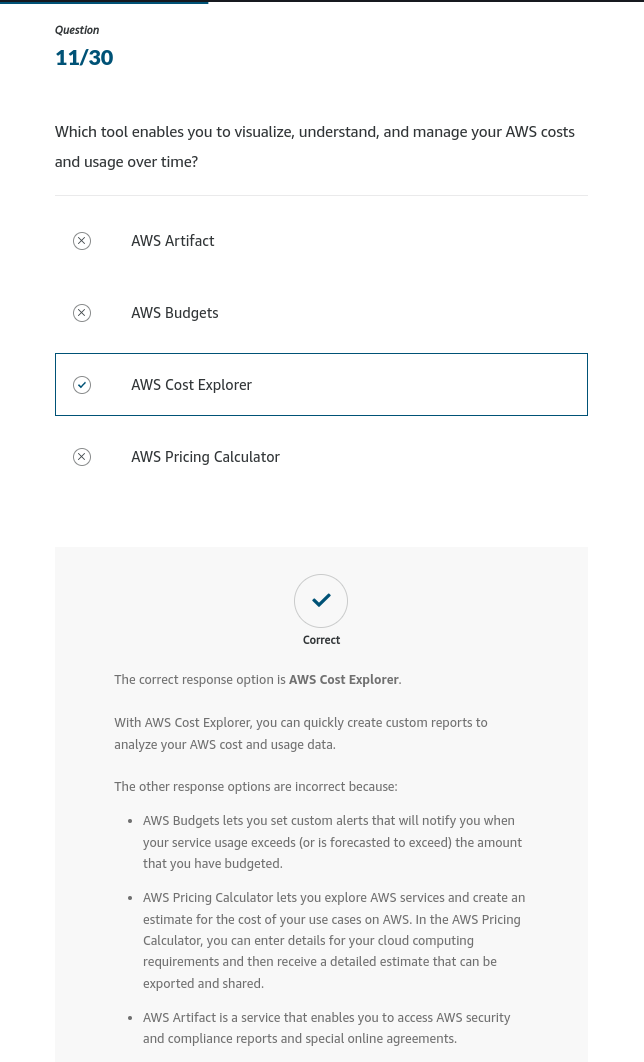 Question
11/30
Which tool enables you to visualize, understand, and manage your AWS costs
and usage over time?
AWS Artifact
AWS Budgets
AWS Cost Explorer
AWS Pricing Calculator
Correct
The correct response option is AWS Cost Explorer.
With AWS Cost Explorer, you can quickly create custom reports to
analyze your AWS cost and usage data.
The other response options are incorrect because:
• AWS Budgets lets you set custom alerts that will notify you when
your service usage exceeds (or is forecasted to exceed) the amount
that you have budgeted.
• AWS Pricing Calculator lets you explore AWS services and create an
estimate for the cost of your use cases on AWS. In the AWS Pricing
Calculator, you can enter details for your cloud computing
requirements and then receive a detailed estimate that can be
exported and shared.
• AWS Artifact is a service that enables you to access AWS security
and compliance reports and special online agreements.